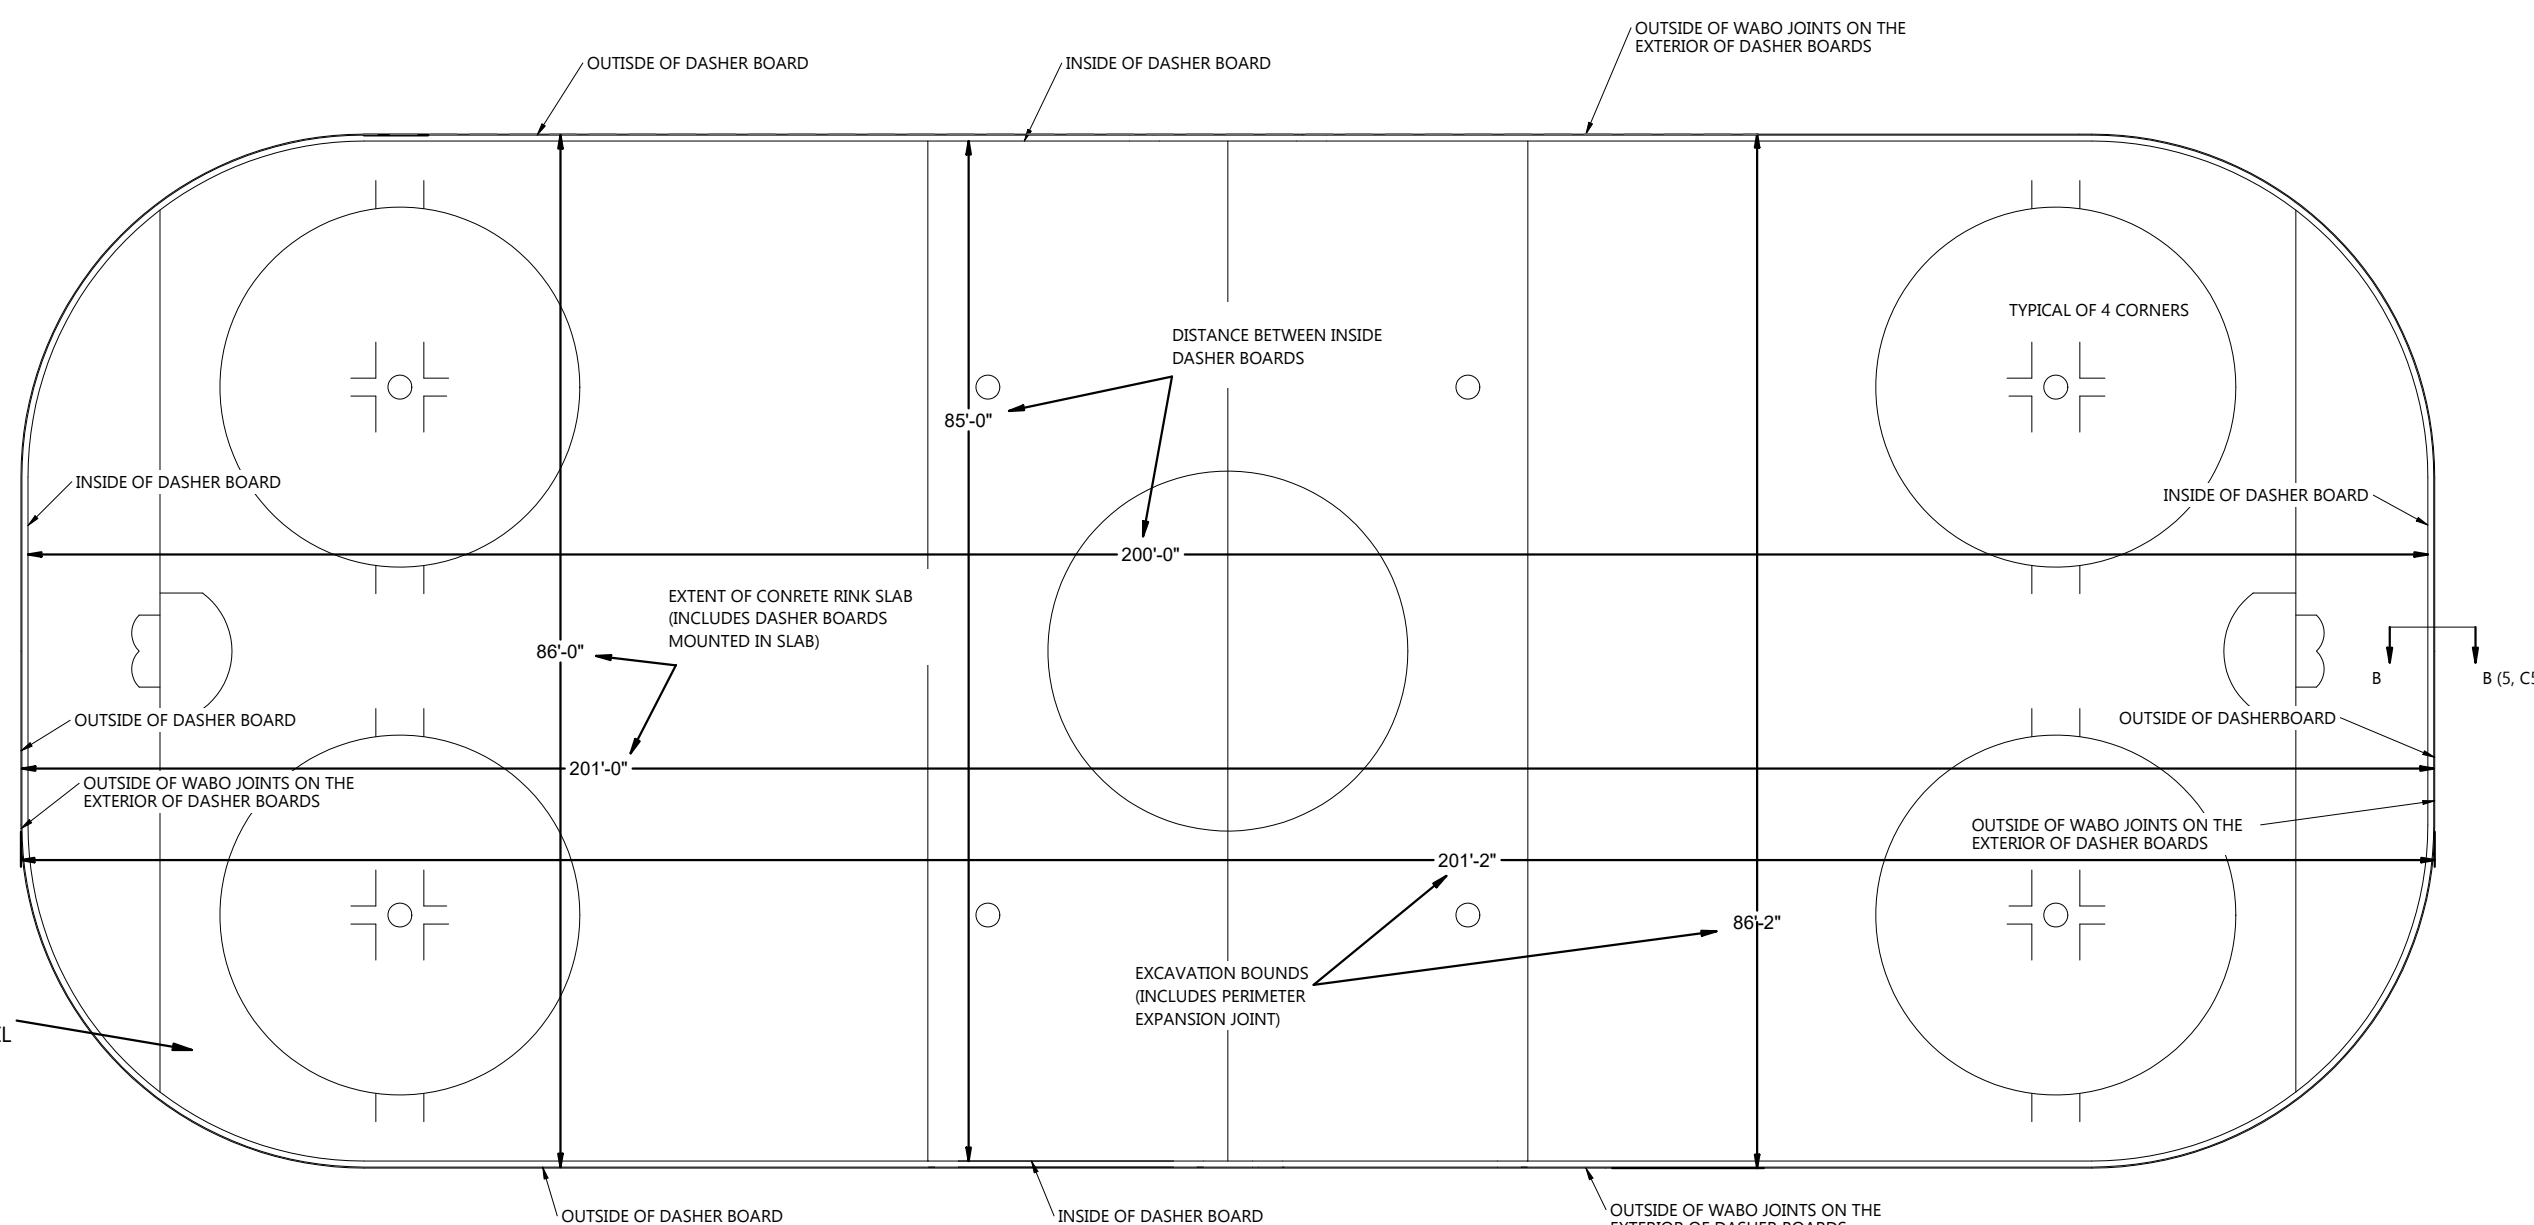 OUTSIDE OF WABO JOINTS ON THE
EXTERIOR OF DASHER BOARDS
OUTISDE OF DASHER BOARD
INSIDE OF DASHER BOARD
TYPICAL OF 4 CORNERS
DISTANCE BETWEEN INSIDE
DASHER BOARDS
85'-0"
INSIDE OF DASHER BOARD
INSIDE OF DASHER BOARD
200'-0"
EXTENT OF CONRETE RINK SLAB
(INCLUDES DASHER BOARDS
MOUNTED IN SLAB)
86'-0"
B
B (5, C5
OUTSIDE OF DASHER BOARD
OUTSIDE OF DASHERBOARD
201'-0"
OUTSIDE OF WABO JOINTS ON THE
EXTERIOR OF DASHER BOARDS
OUTSIDE OF WABO JOINTS ON THE
EXTERIOR OF DASHER BOARDS
201'-2"
86'-2"
EXCAVATION BOUNDS
(INCLUDES PERIMETER
EXPANSION JOINT)
L
OUTSIDE OF DASHER BOARD
INSIDE OF DASHER BOARD
OUTSIDE OF WABO JOINTS ON THE
EXTERIOR OF DASHER BOARDS